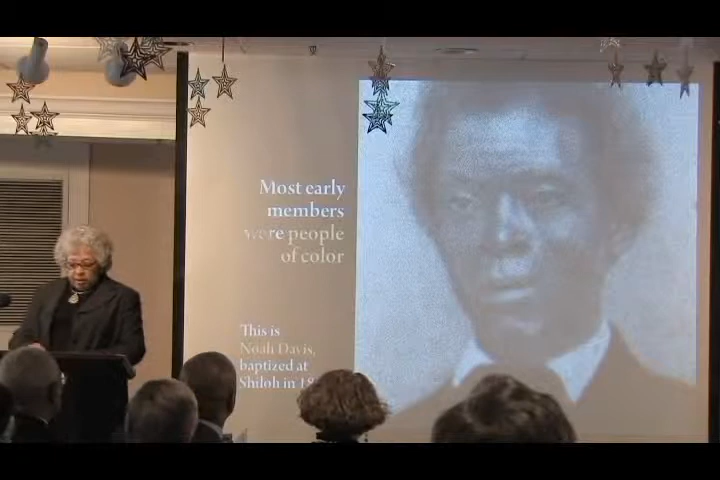 Most early
members
were people
of color
This is
Noah Davis,
baptized at
Shiloh in